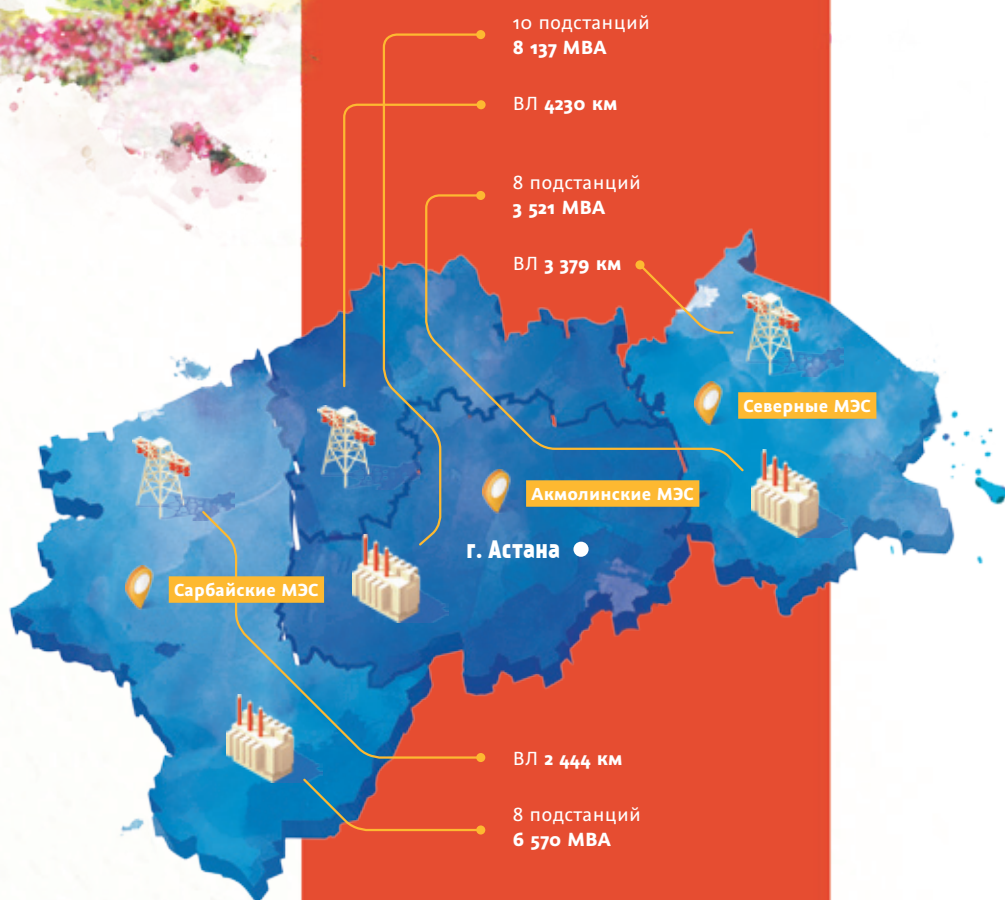 10 подстанций
8 137 МВА
ВЛ 4230 км
8 подстанций
3 521 МВА
ВЛ 3 379 км
Северные МЭС
Акмолинские МЭС
г. Астана
Сарбайские МЭС
ВЛ 2 444 км
8 подстанций
6 570 МВА